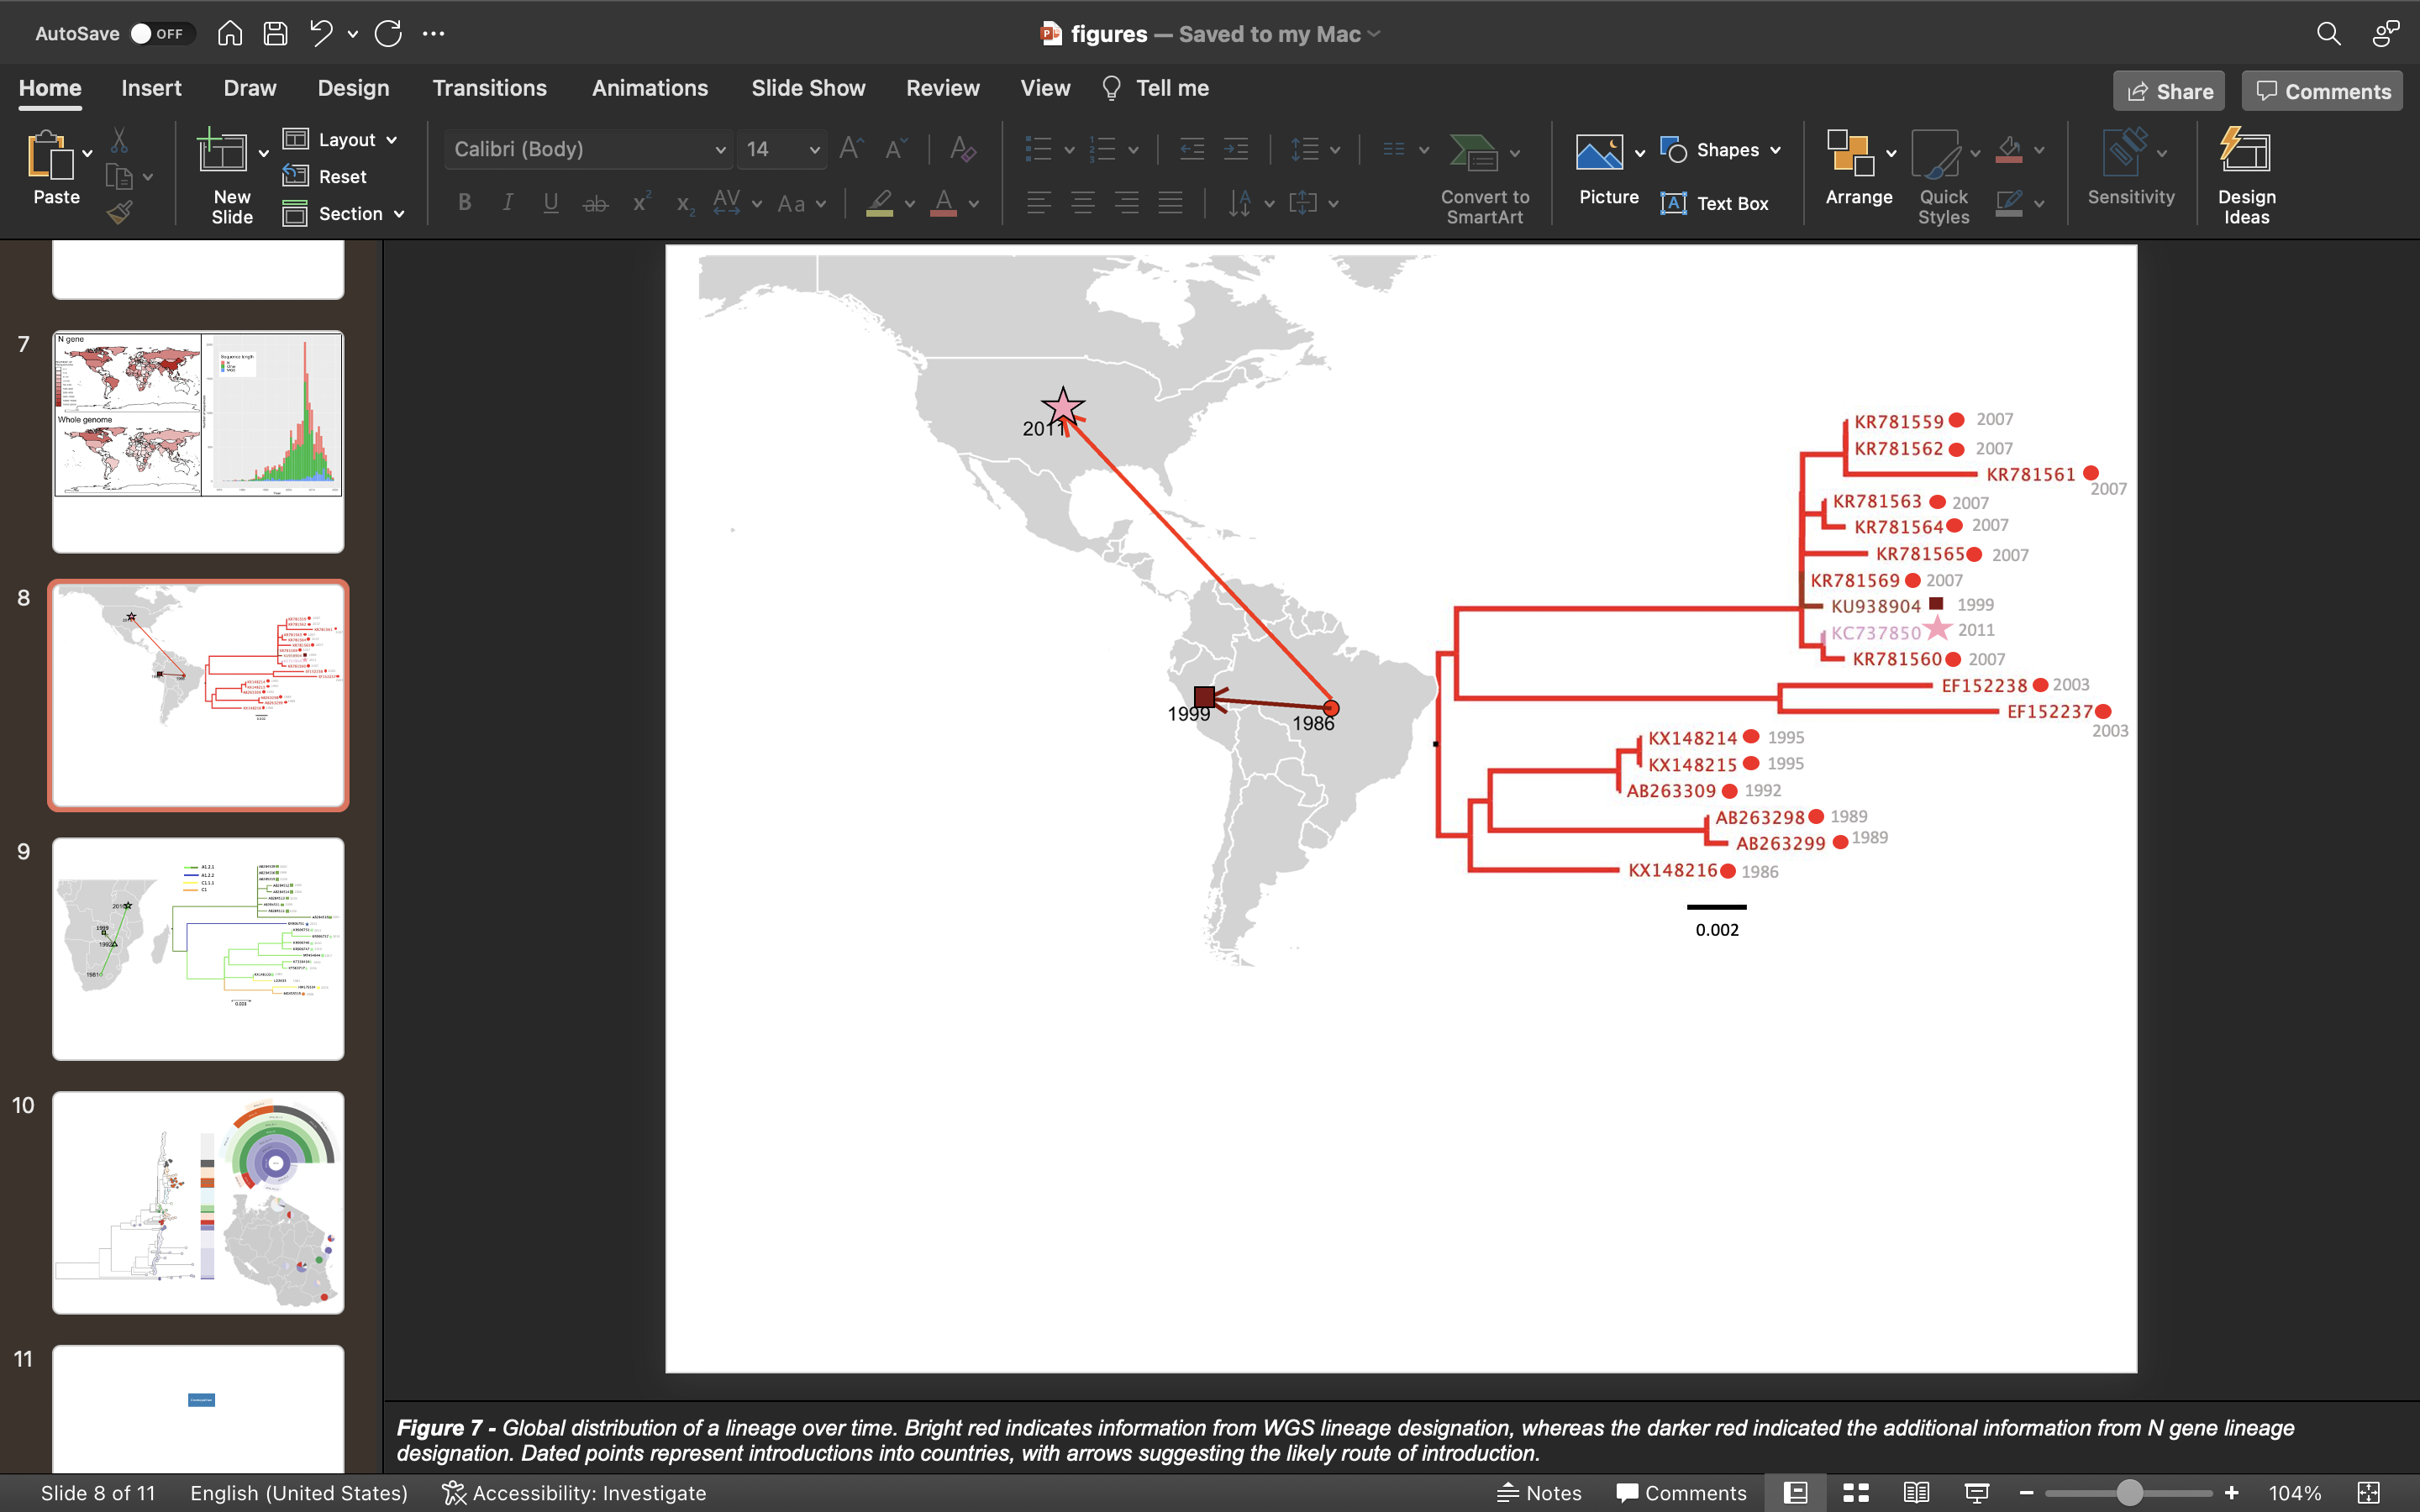 AutoSave OFF
figures — Saved to my Mac
Home Insert Draw Design Transitions Animations Slide Show Review View Tell me Share Comments
Paste
New Slide
Layout
Reset
Section
Calibri (Body) 14
Convert to SmartArt
Picture
Shapes
Text Box
Arrange
Quick Styles
Sensitivity
Design Ideas
7
N gene
Whole genome
8
9
10
11
2011
1999
1986
KR781559 2007
KR781562 2007
KR781561 2007
KR781563 2007
KR781564 2007
KR781565 2007
KR781569 2007
KU938904 1999
KC737850 2011
KR781560 2007
EF152238 2003
EF152237 2003
KX148214 1995
KX148215 1995
AB263309 1992
AB263298 1989
AB263299 1989
KX148216 1986
0.002
Figure 7 - Global distribution of a lineage over time. Bright red indicates information from WGS lineage designation, whereas the darker red indicated the additional information from N gene lineage
designation. Dated points represent introductions into countries, with arrows suggesting the likely route of introduction.
Slide 8 of 11 English (United States) Accessibility: Investigate Notes Comments 104%